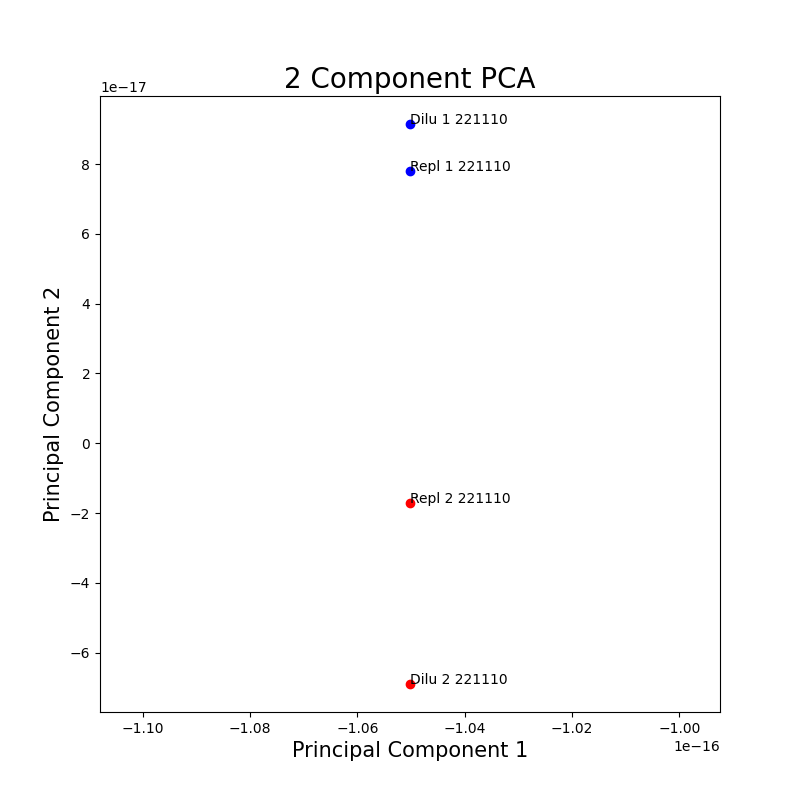 2 Component PCA
1e−17
Dilu 1 221110
Repl 1 221110
Repl 2 221110
Dilu 2 221110
8
6
4
2
0
−2
−4
−6
Principal Component 2
−1.10 −1.08 −1.06 −1.04 −1.02 −1.00
1e−16
Principal Component 1